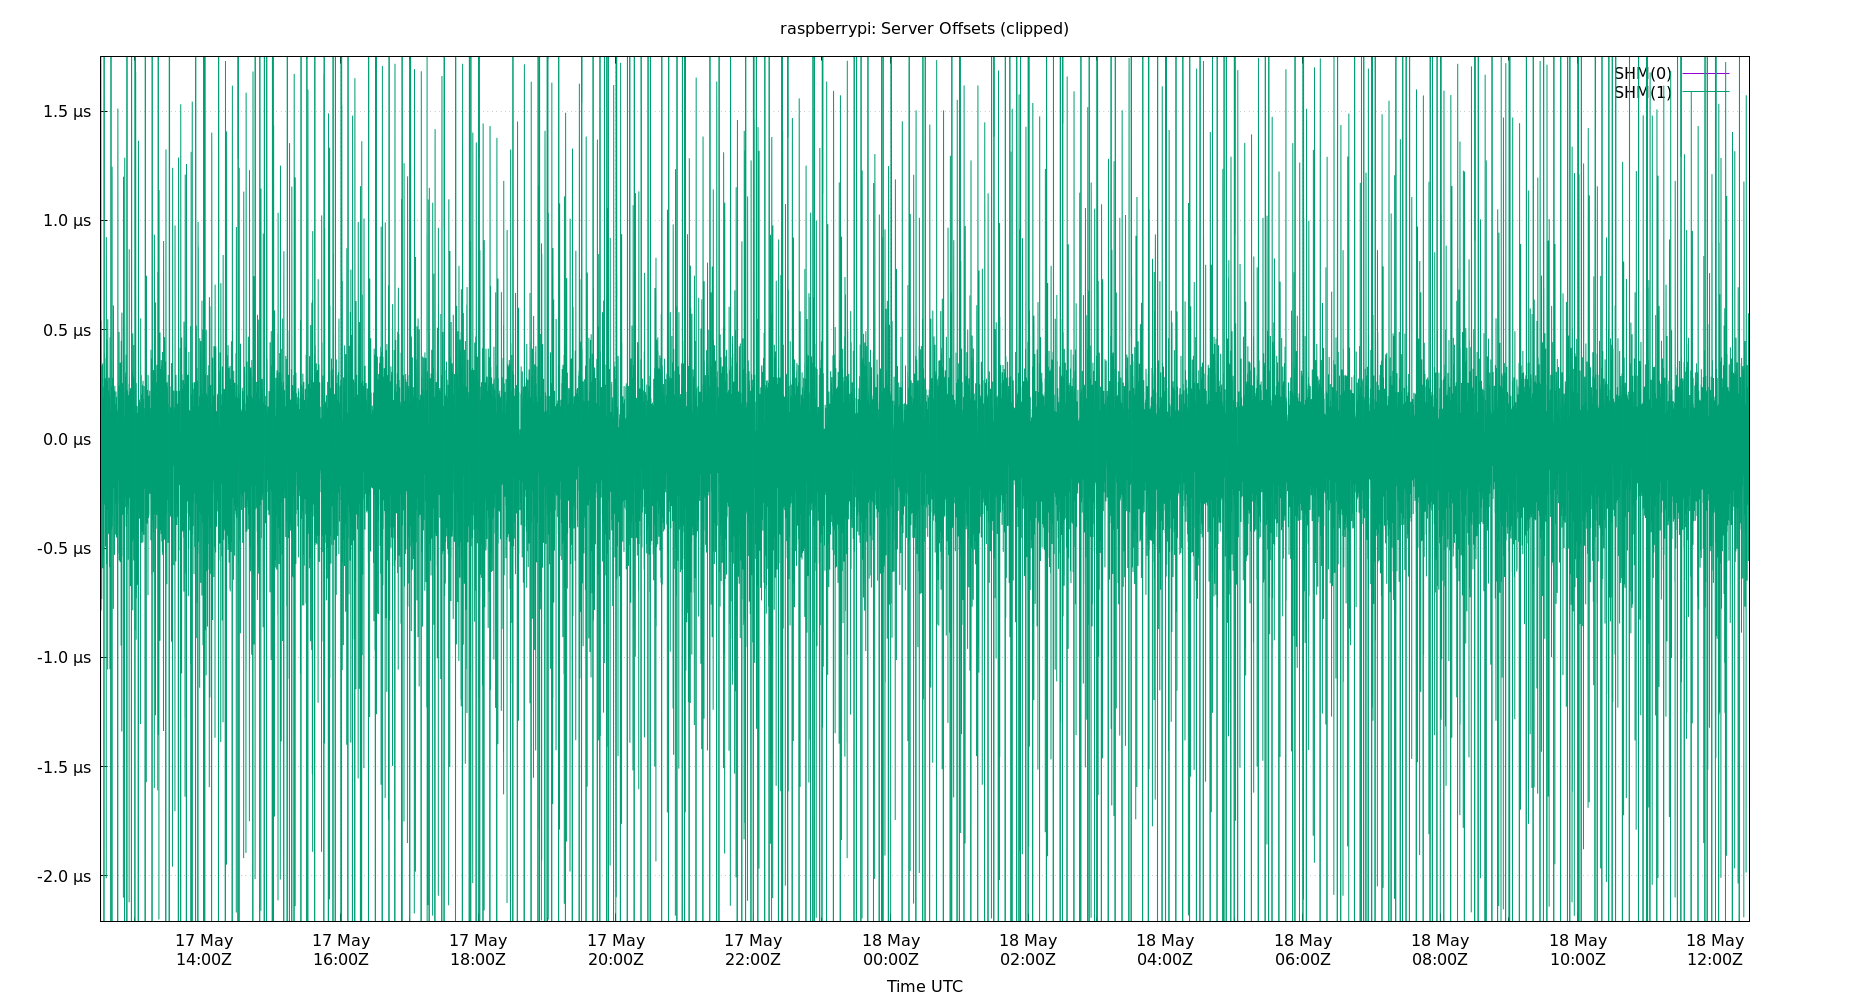 raspberrypi: Server Offsets (clipped)
SHM(0)
SHM(1)
1.5 µs
1.0 µs
0.5 µs
0.0 µs
-0.5 µs
-1.0 µs
-1.5 µs
-2.0 µs
17 May 17 May 17 May 17 May 17 May 18 May 18 May 18 May 18 May 18 May 18 May 18 May
14:00Z 16:00Z 18:00Z 20:00Z 22:00Z 00:00Z 02:00Z 04:00Z 06:00Z 08:00Z 10:00Z 12:00Z
Time UTC